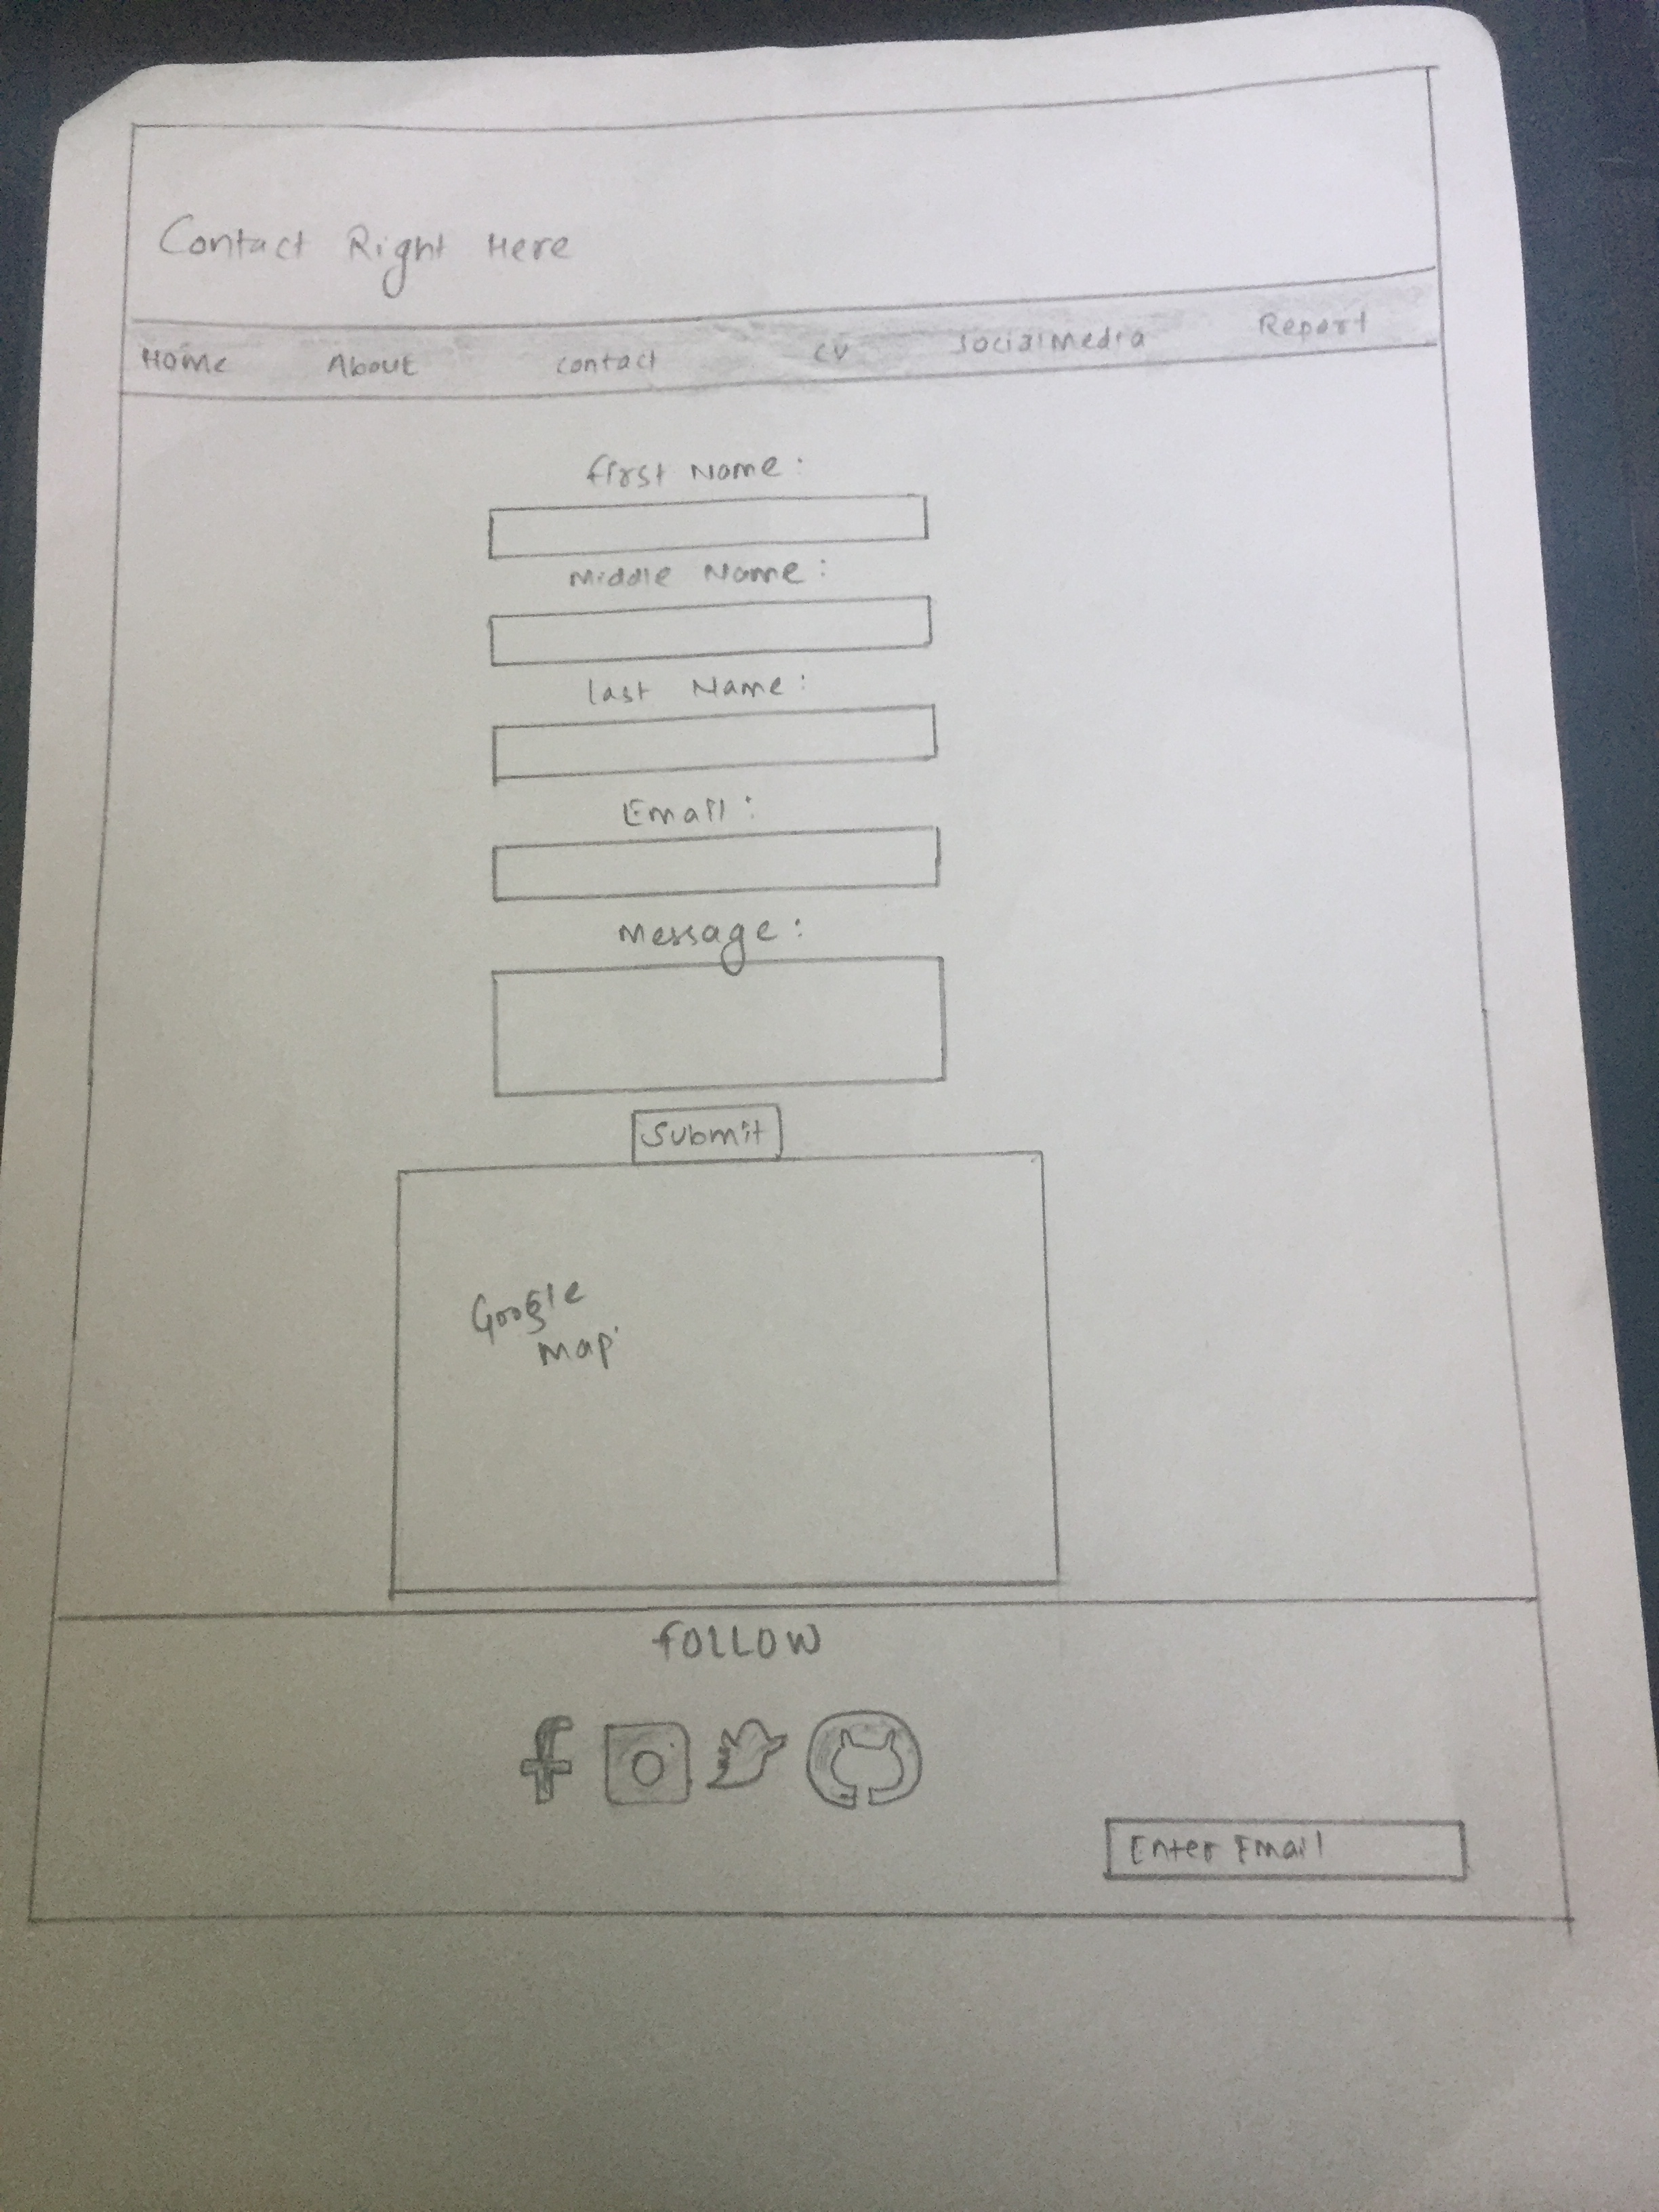 Contact Right Here
Home About contact CV Socialmedia Report
first Name :
Middle Name :
last Name :
Email :
Message :
Submit
Google
map
follow
Enter Email